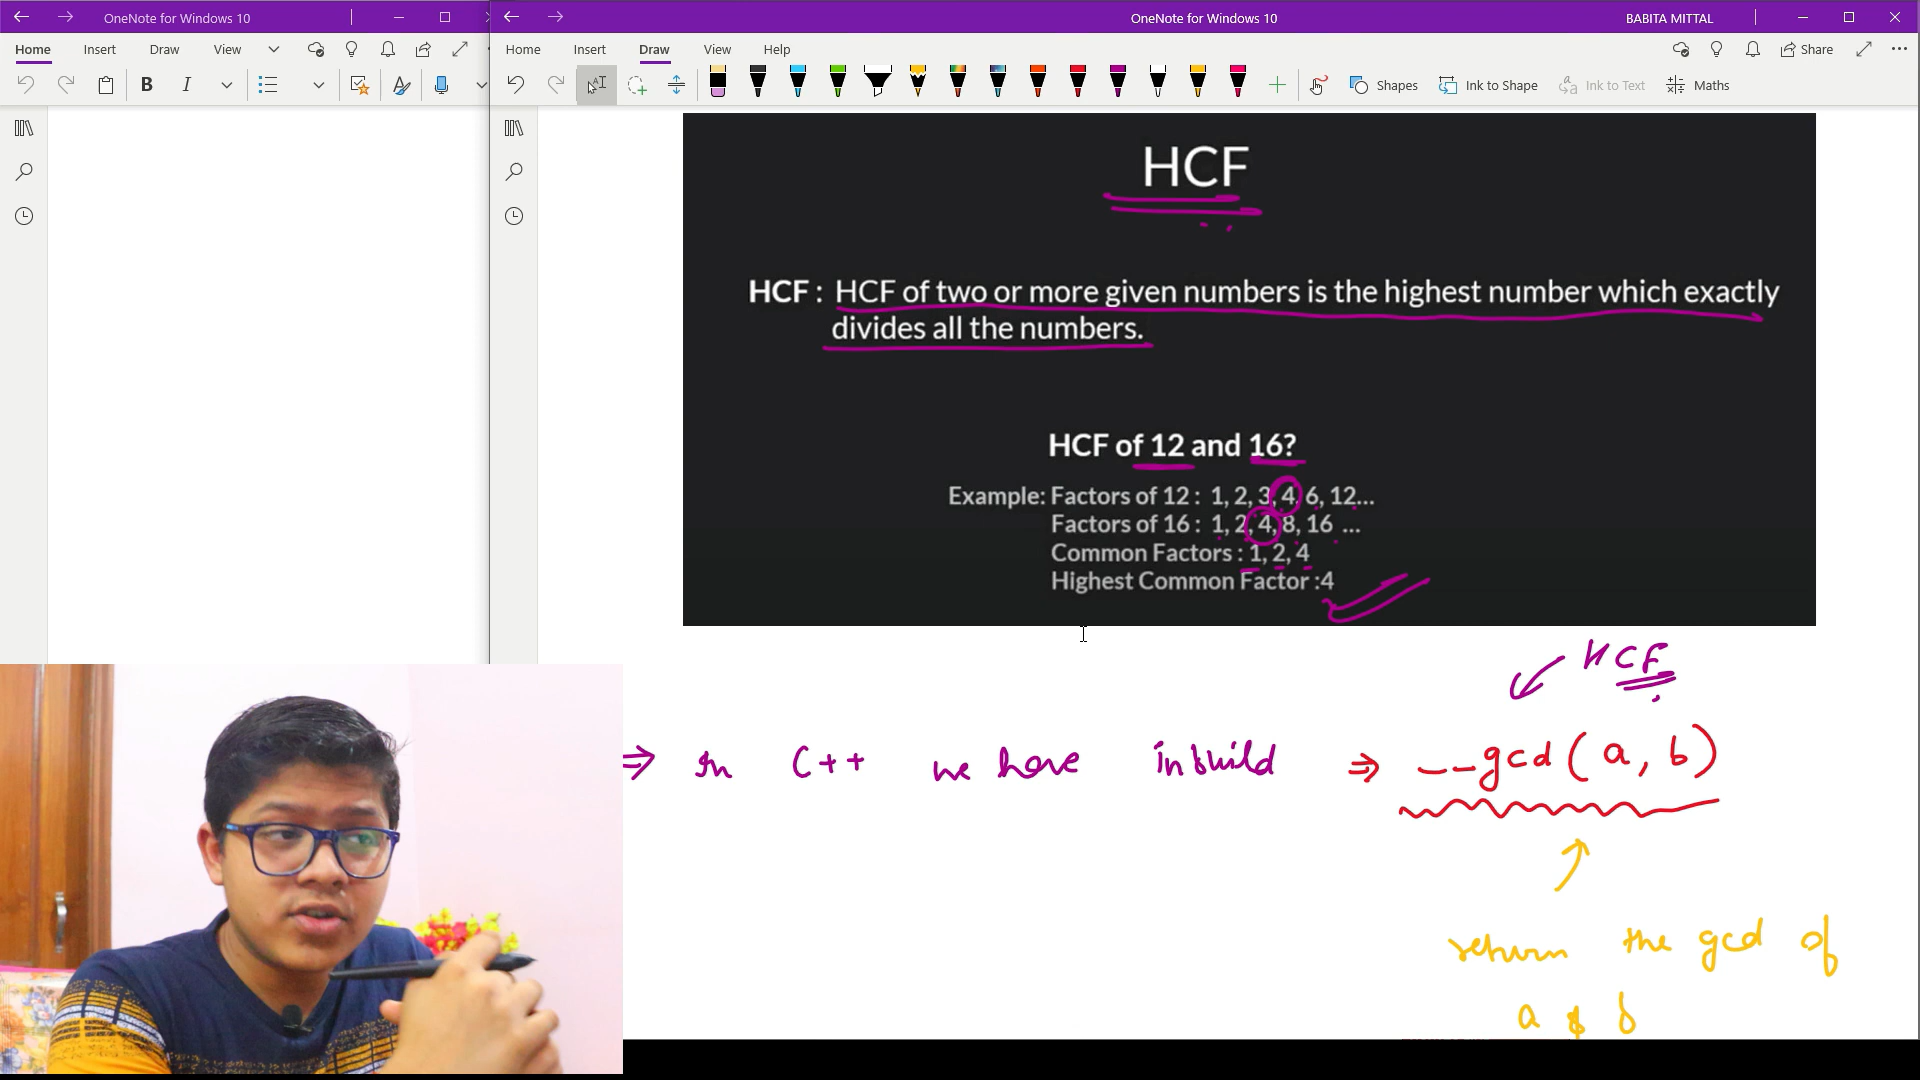 OneNote for Windows 10
OneNote for Windows 10 BABITA MITTAL
Home Insert Draw View
Home Insert Draw View Help Share
B I
Shapes Ink to Shape Ink to Text Maths
HCF
HCF : HCF of two or more given numbers is the highest number which exactly
divides all the numbers.
HCF of 12 and 16?
Example: Factors of 12 : 1, 2, 3, 4, 6, 12...
Factors of 16 : 1, 2, 4, 8, 16 ...
Common Factors : 1, 2, 4
Highest Common Factor :4
HCF
⇒ In C++ we have inbuild ⇒ __gcd(a, b)
return the gcd of
a & b